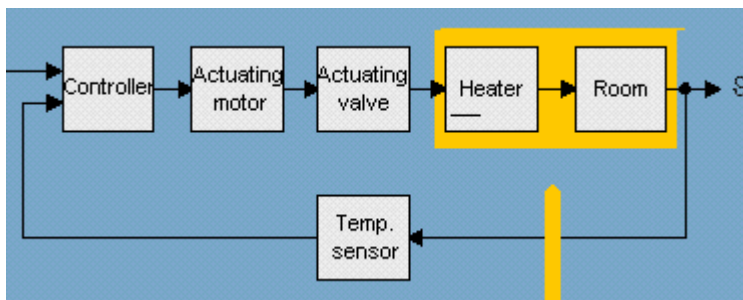 Controller
Actuating
motor
Actuating
valve
Heater
Room
Temp.
sensor